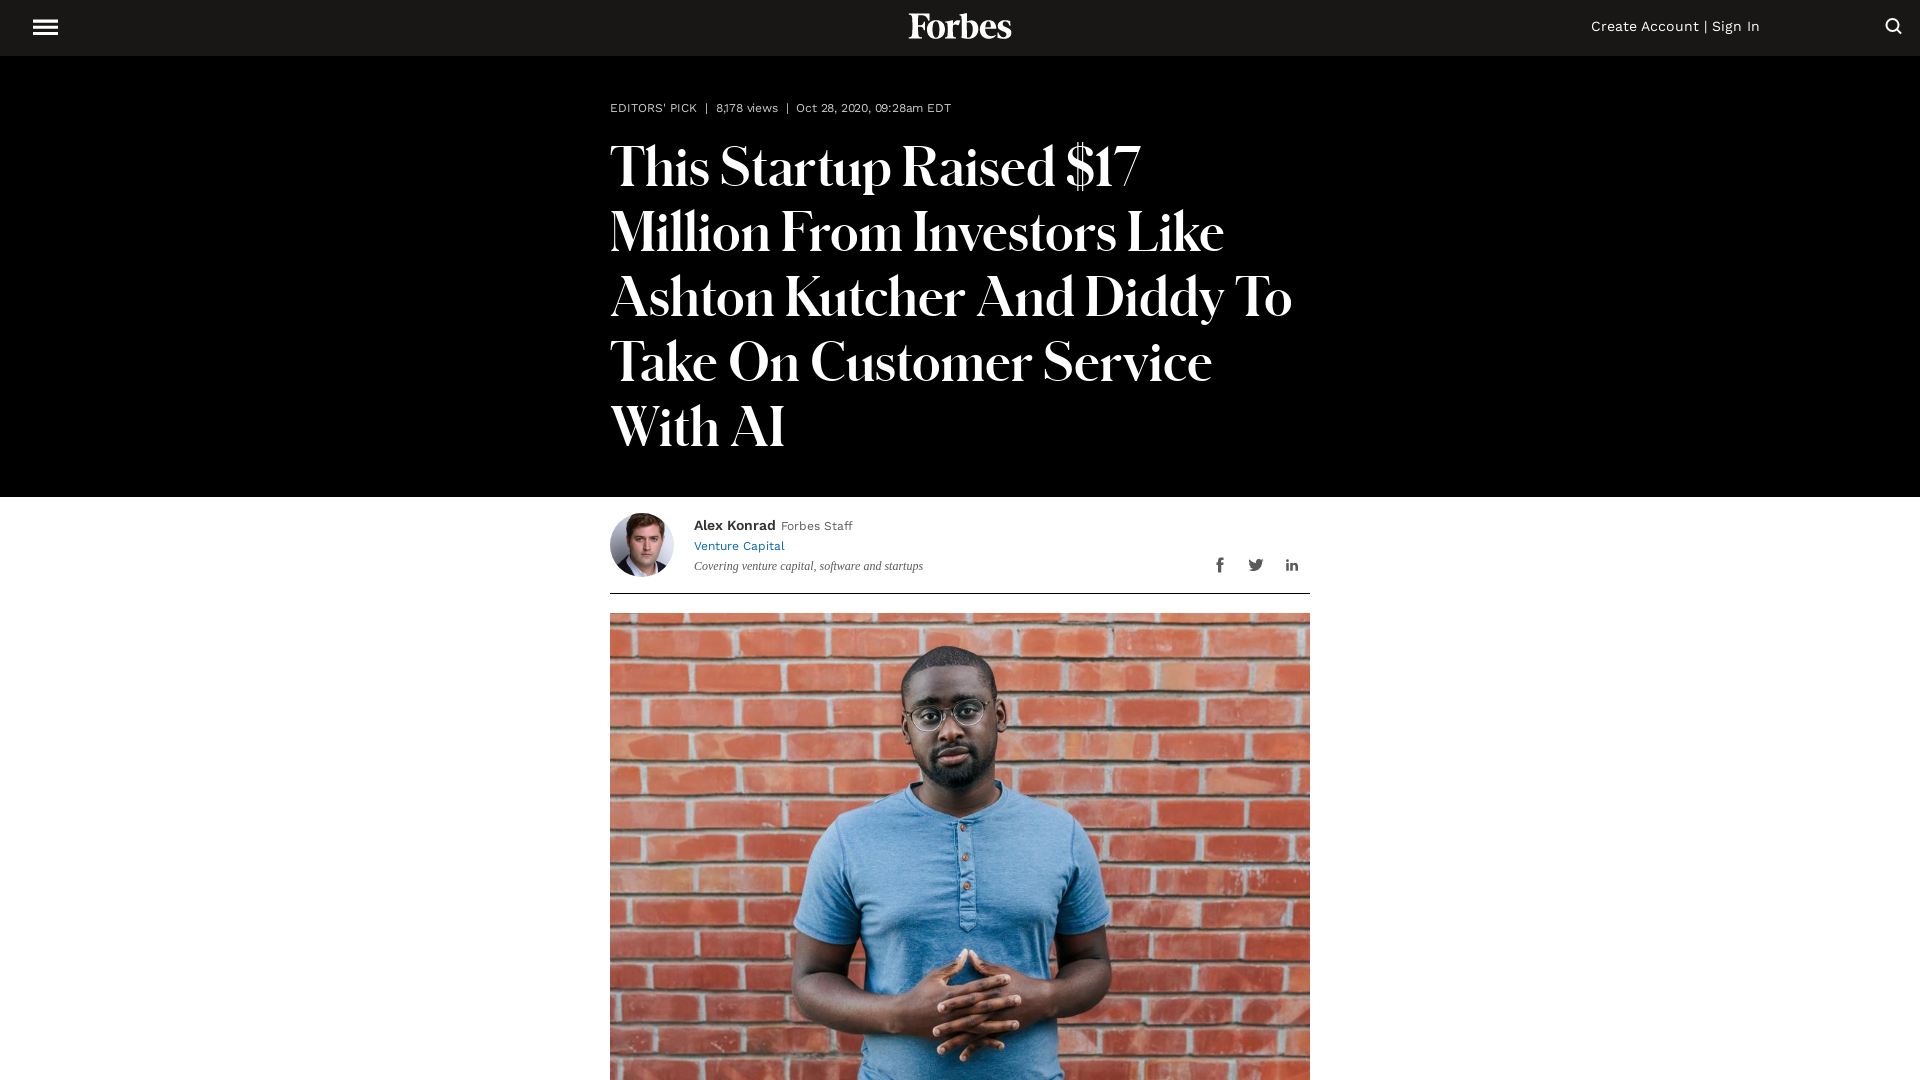 Forbes
Create Account | Sign In
EDITORS' PICK | 8,178 views | Oct 28, 2020, 09:28am EDT
This Startup Raised $17
Million From Investors Like
Ashton Kutcher And Diddy To
Take On Customer Service
With AI
Alex Konrad Forbes Staff
Venture Capital
Covering venture capital, software and startups